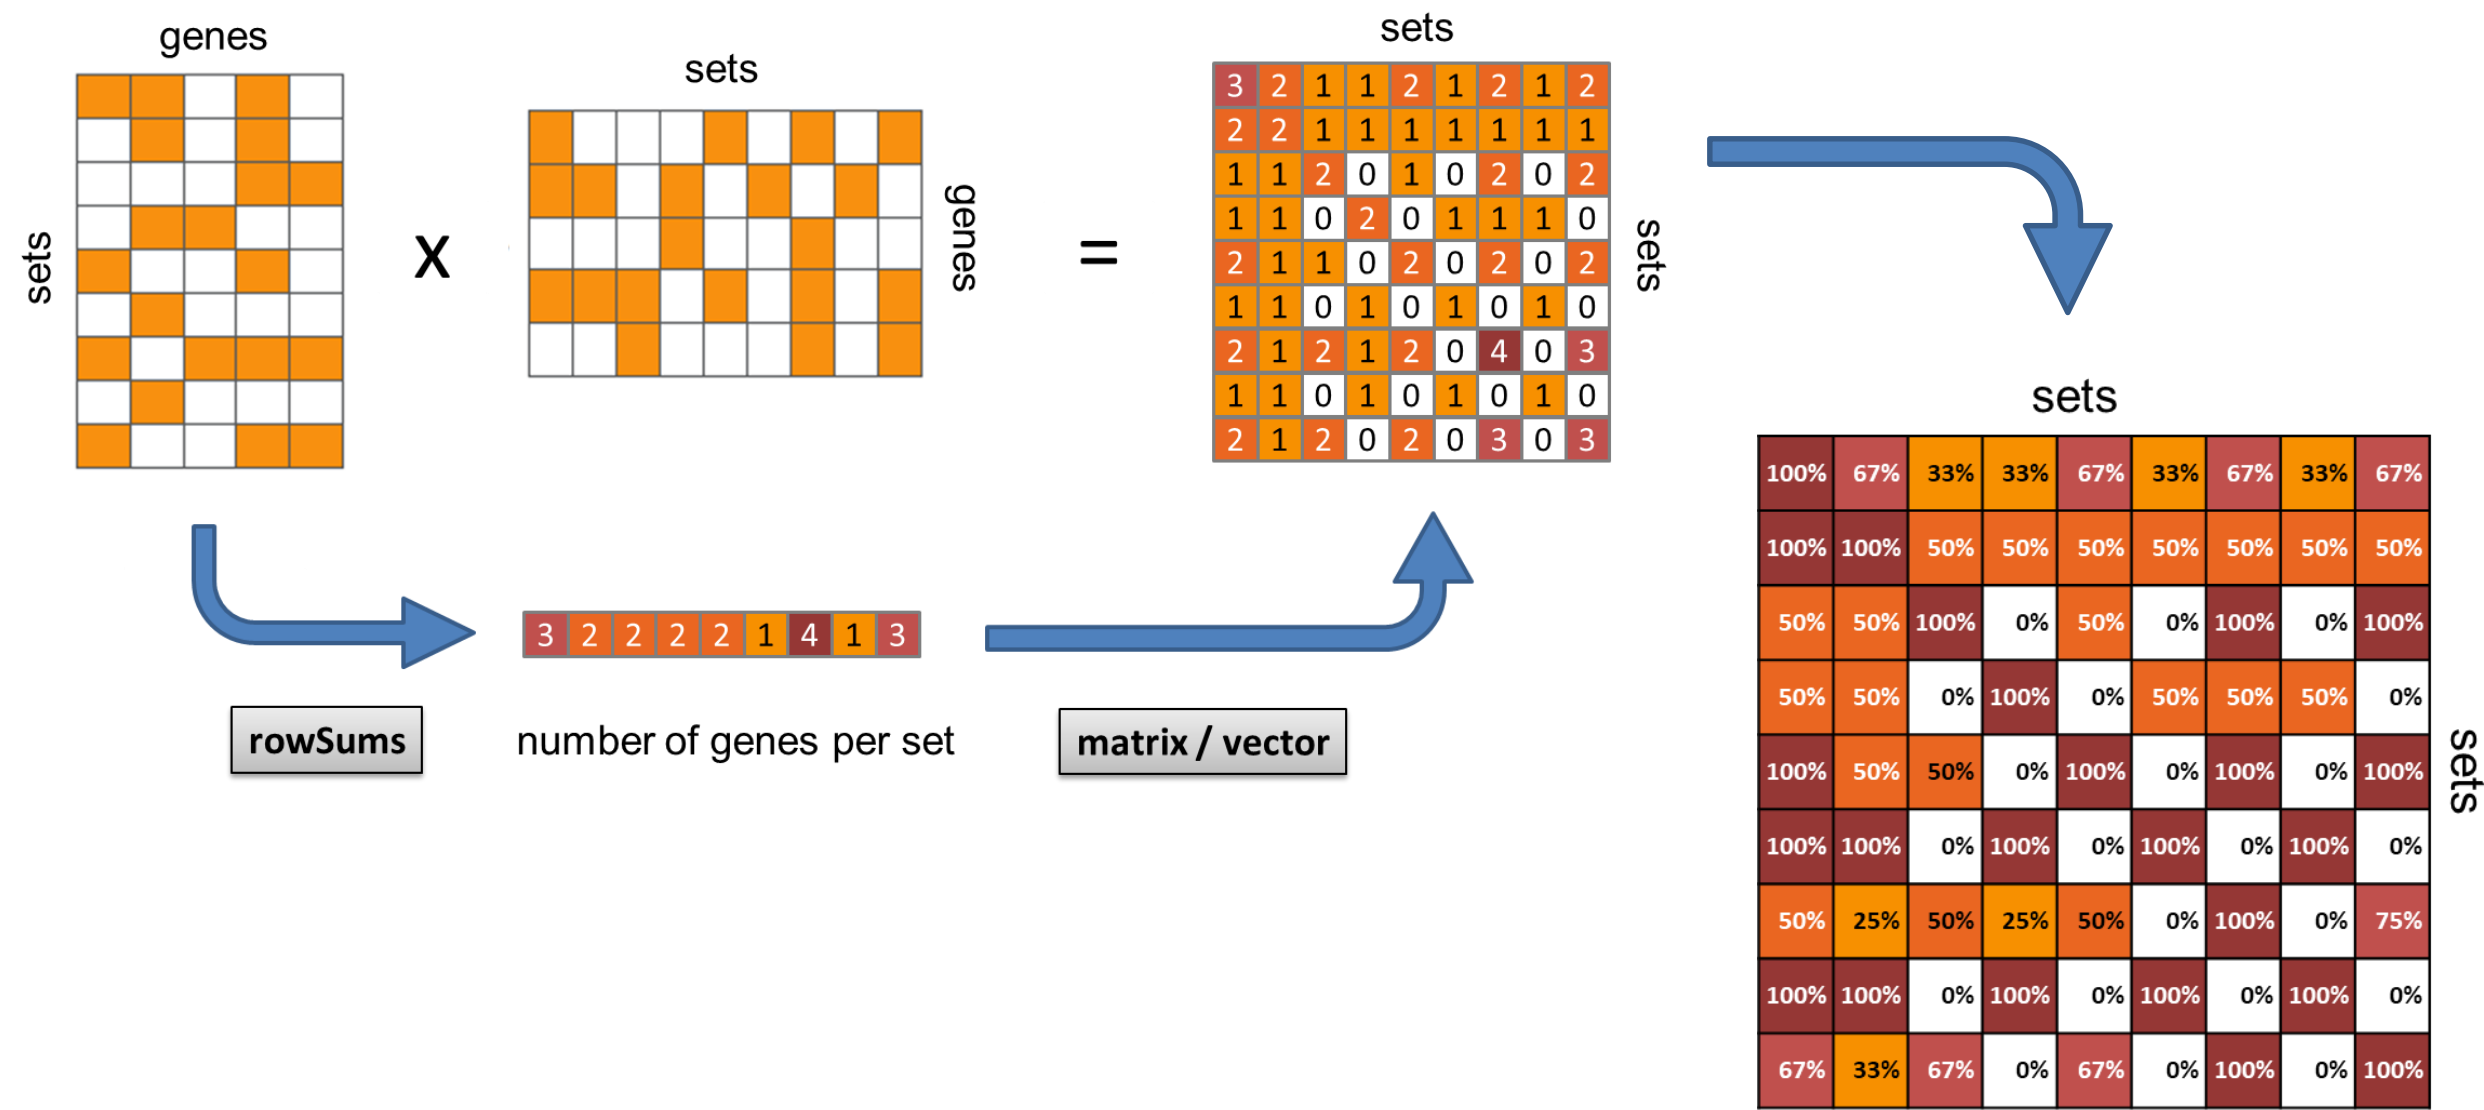 genes
sets
X
sets
genes
=
sets
3 2 1 1 2 1 2 1 2
2 2 1 1 1 1 1 1 1
1 1 2 0 1 0 2 0 2
1 1 0 2 0 1 1 1 0
2 1 1 0 2 0 2 0 2
1 1 0 1 0 1 0 1 0
2 1 2 1 2 0 4 0 3
1 1 0 1 0 1 0 1 0
2 1 2 0 2 0 3 0 3
sets
rowSums
3 2 2 2 2 1 4 1 3
number of genes per set
matrix / vector
sets
100% 67% 33% 33% 67% 33% 67% 33% 67%
100% 100% 50% 50% 50% 50% 50% 50% 50%
50% 50% 100% 0% 50% 0% 100% 0% 100%
50% 50% 0% 100% 0% 50% 50% 50% 0%
100% 50% 50% 0% 100% 0% 100% 0% 100%
100% 100% 0% 100% 0% 100% 0% 100% 0%
50% 25% 50% 25% 50% 0% 100% 0% 75%
100% 100% 0% 100% 0% 100% 0% 100% 0%
67% 33% 67% 0% 67% 0% 100% 0% 100%
sets